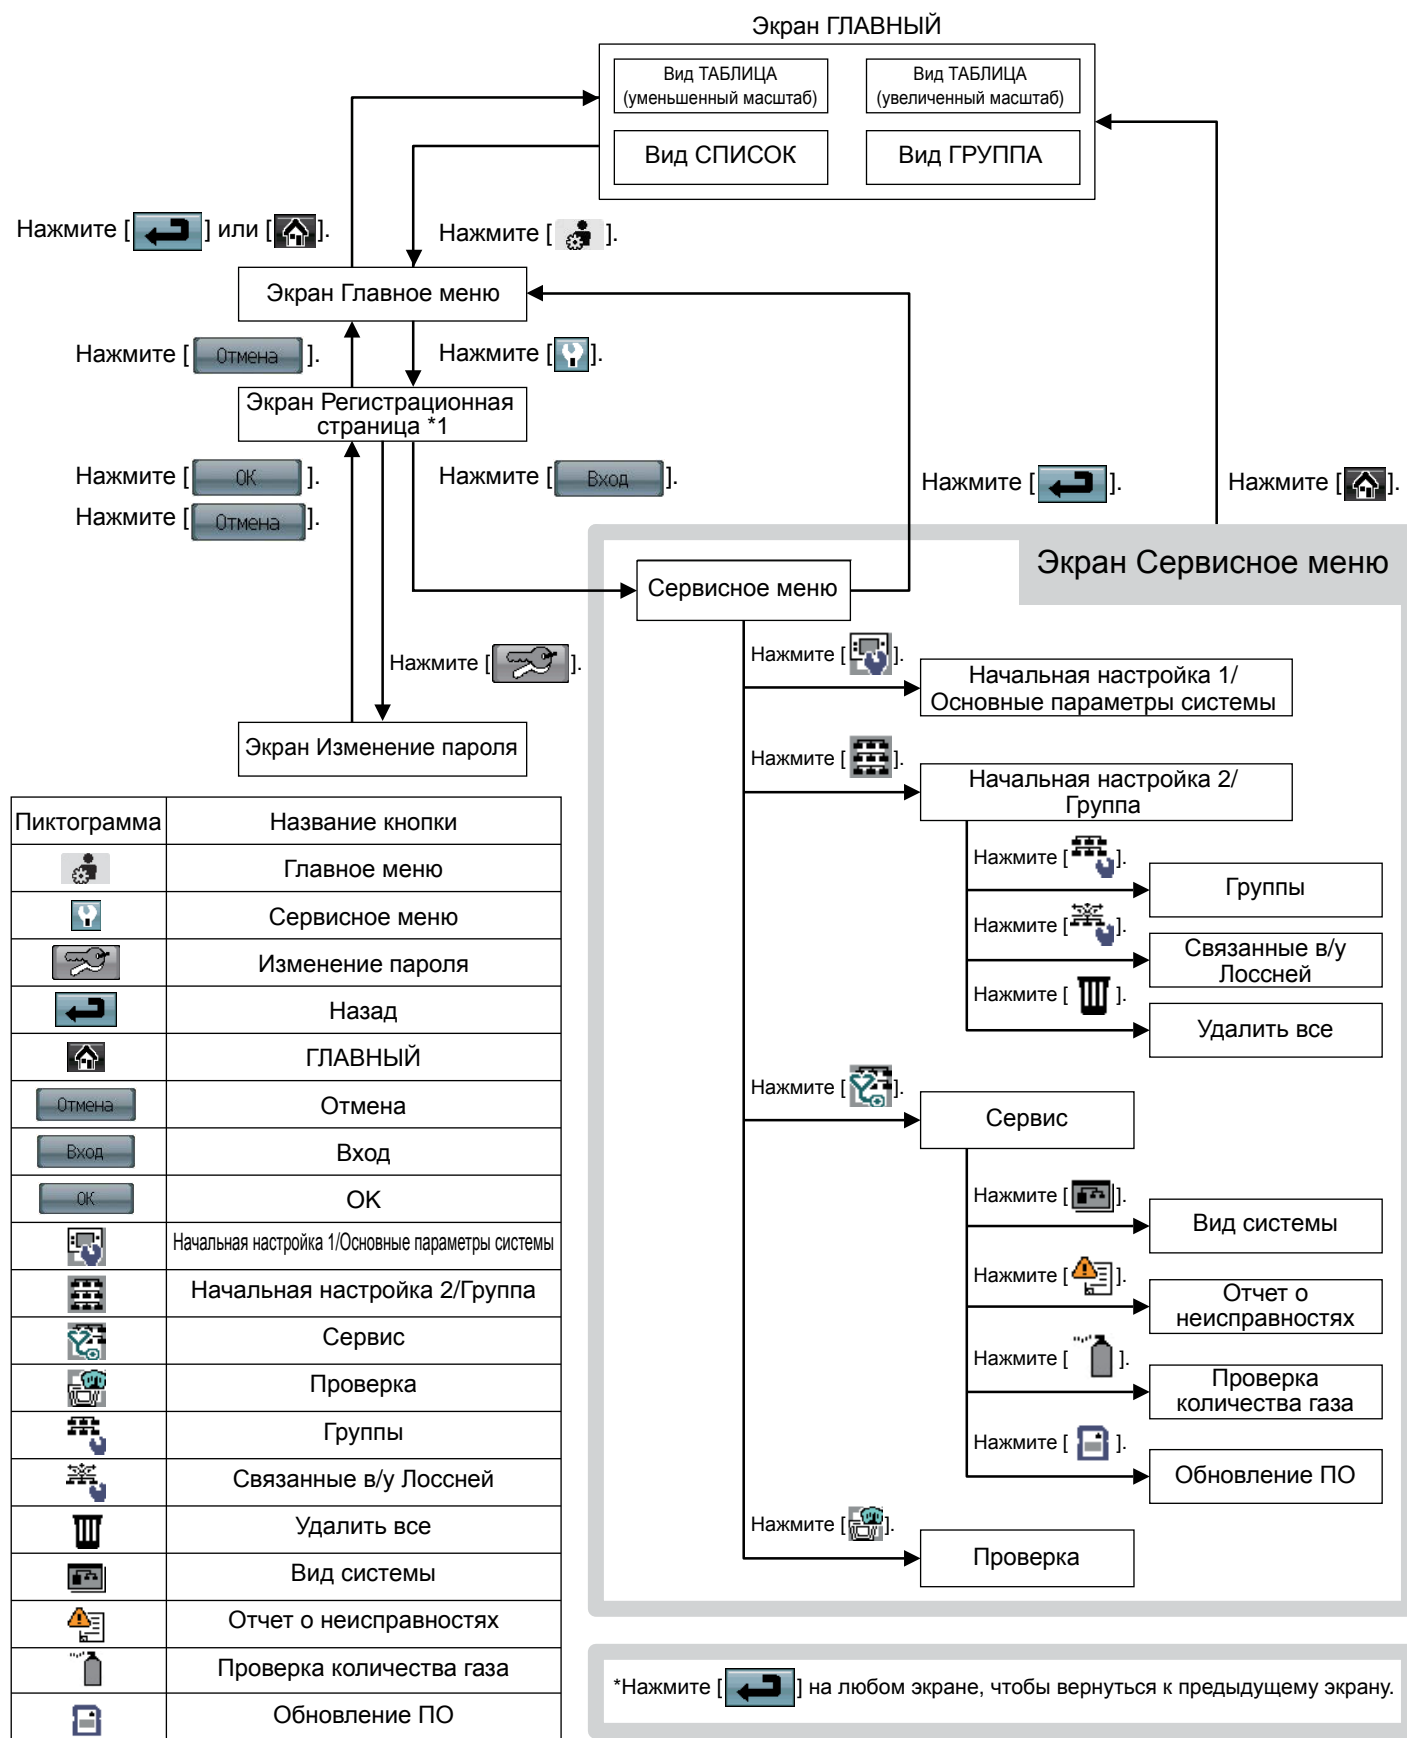 Экран ГЛАВНЫЙ
Вид ТАБЛИЦА
(уменьшенный масштаб)
Вид ТАБЛИЦА
(увеличенный масштаб)
Вид СПИСОК
Вид ГРУППА
Нажмите [ ] или [ ].
Нажмите [ ].
Экран Главное меню
Нажмите [ Отмена ].
Нажмите [ ].
Экран Регистрационная
страница *1
Нажмите [ OK ].
Нажмите [ Отмена ].
Нажмите [ Вход ].
Нажмите [ ].
Нажмите [ ].
Экран Сервисное меню
Сервисное меню
Нажмите [ ].
Экран Изменение пароля
Нажмите [ ].
Начальная настройка 1/
Основные параметры системы
Нажмите [ ].
Начальная настройка 2/
Группа
Нажмите [ ].
Группы
Нажмите [ ].
Связанные в/у
Лоссней
Нажмите [ ].
Удалить все
Нажмите [ ].
Сервис
Нажмите [ ].
Вид системы
Нажмите [ ].
Отчет о
неисправностях
Нажмите [ ].
Проверка
количества газа
Нажмите [ ].
Обновление ПО
Нажмите [ ].
Проверка
Пиктограмма Название кнопки
Главное меню
Сервисное меню
Изменение пароля
Назад
ГЛАВНЫЙ
Отмена Отмена
Вход Вход
OK OK
Начальная настройка 1/Основные параметры системы
Начальная настройка 2/Группа
Сервис
Проверка
Группы
Связанные в/у Лоссней
Удалить все
Вид системы
Отчет о неисправностях
Проверка количества газа
Обновление ПО
*Нажмите [ ] на любом экране, чтобы вернуться к предыдущему экрану.